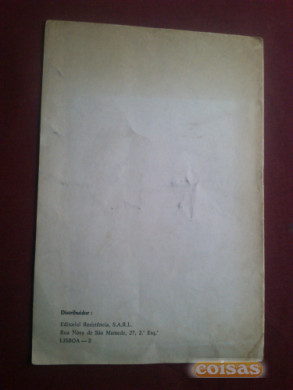 Distribuidor:
Editorial Resistência, S.A.R.L.
Rua Nova de São Mamede, 27, 2.º Esq.º
LISBOA — 2
coisas